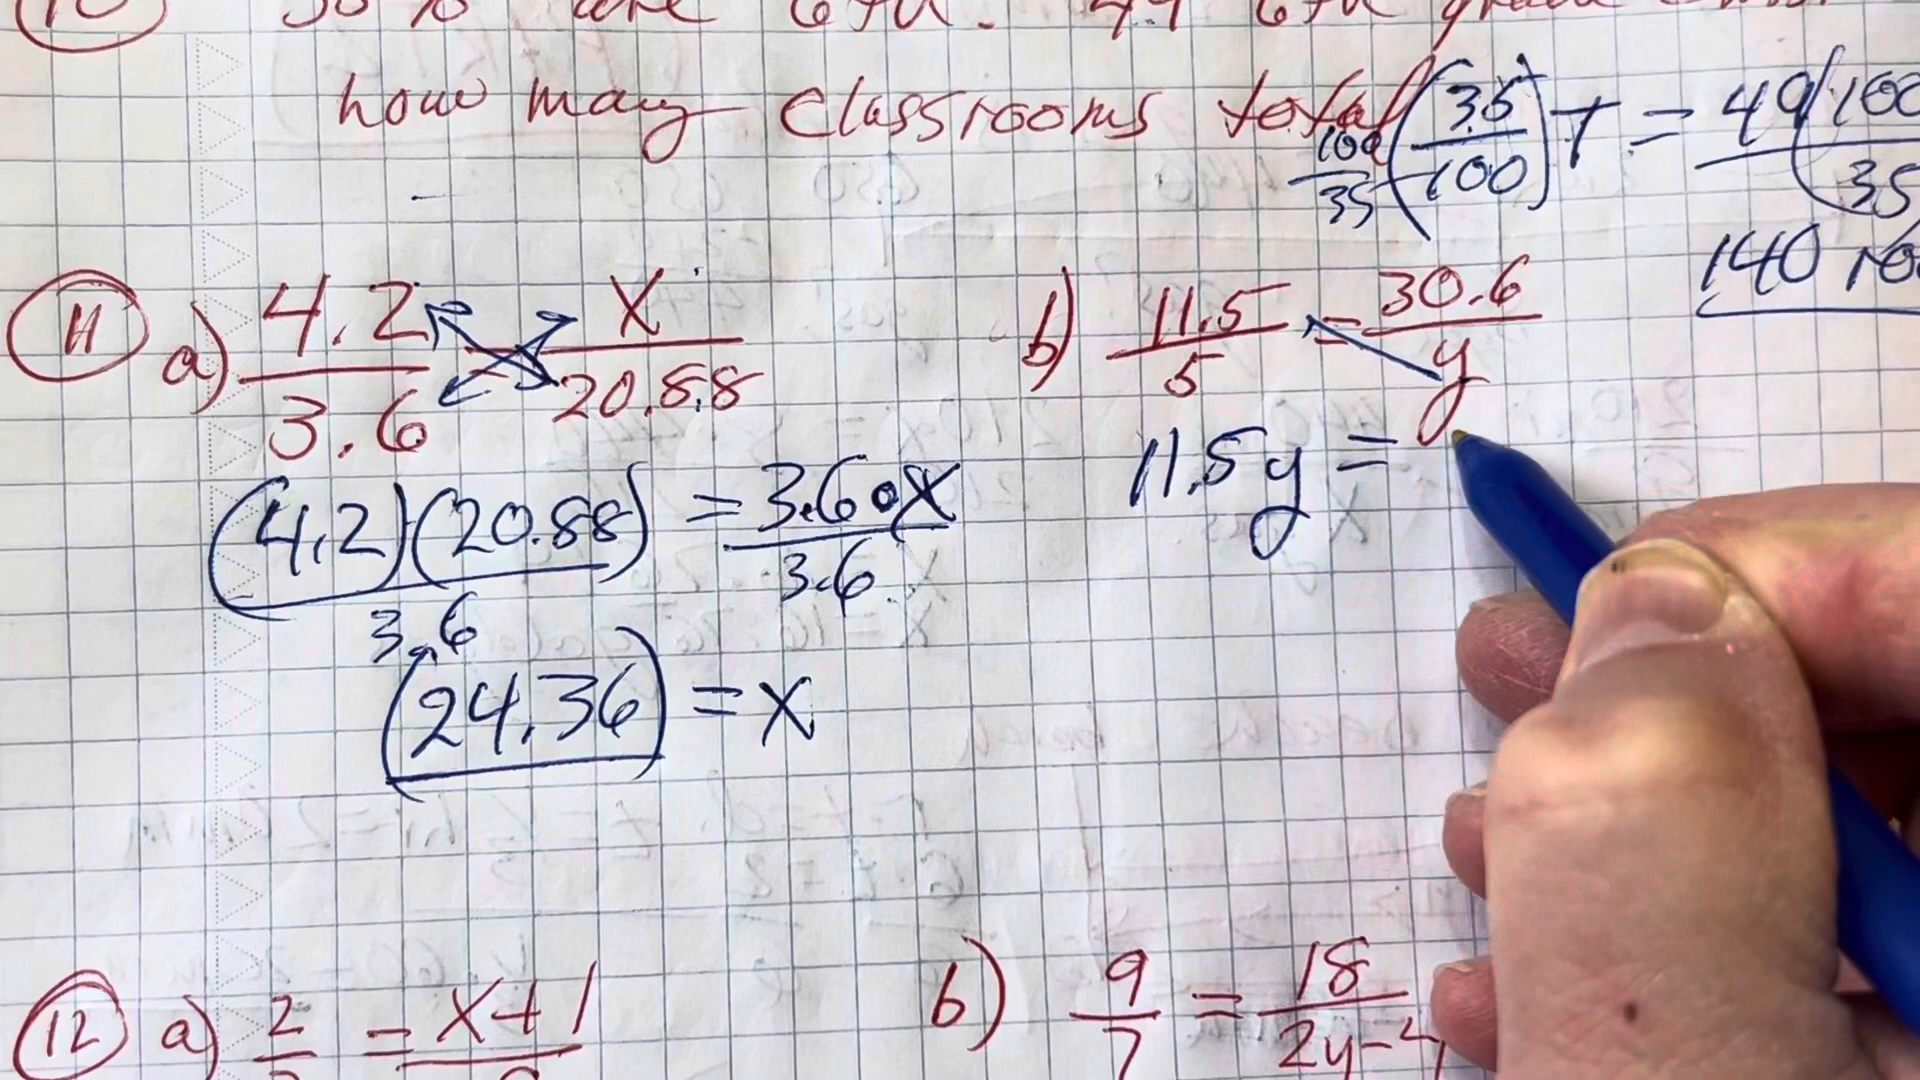 how many classrooms total
100/35 (35/100) T = 49(100
35
140
11 a) 4.2/3.6 = x/20.88
(4.2)(20.88)/3.6 = 3.6•x/3.6
(24.36) = x
b) 11.5/5 = 30.6/y
11.5y =
12 a) 2 = x+1
b) 9/7 = 18/2y-4